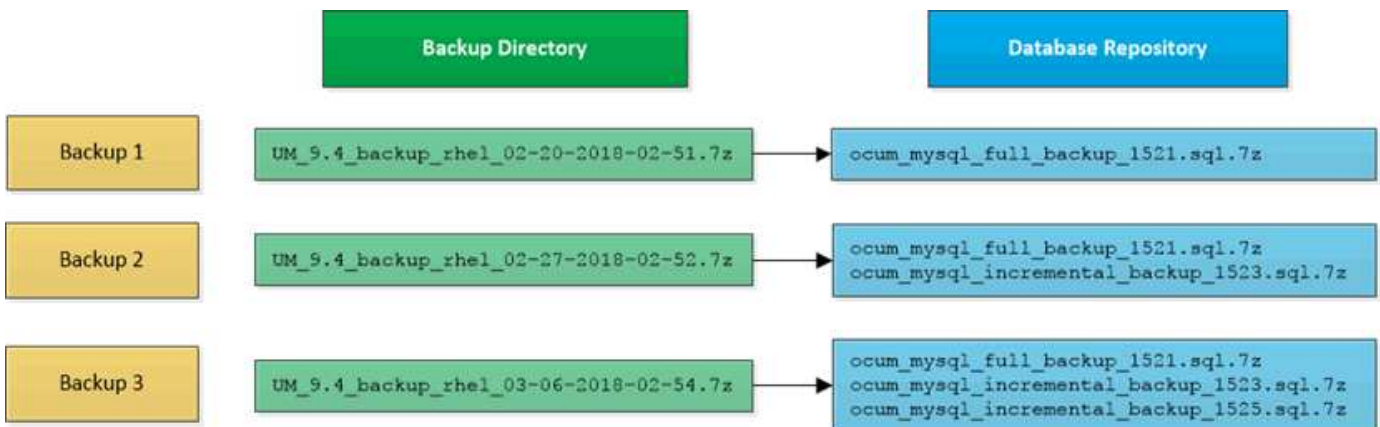 Backup Directory
Database Repository
Backup 1
UM_9.4_backup_rhel_02-20-2018-02-51.7z
ocum_mysql_full_backup_1521.sql.7z
Backup 2
UM_9.4_backup_rhel_02-27-2018-02-52.7z
ocum_mysql_full_backup_1521.sql.7z
ocum_mysql_incremental_backup_1523.sql.7z
Backup 3
UM_9.4_backup_rhel_03-06-2018-02-54.7z
ocum_mysql_full_backup_1521.sql.7z
ocum_mysql_incremental_backup_1523.sql.7z
ocum_mysql_incremental_backup_1525.sql.7z